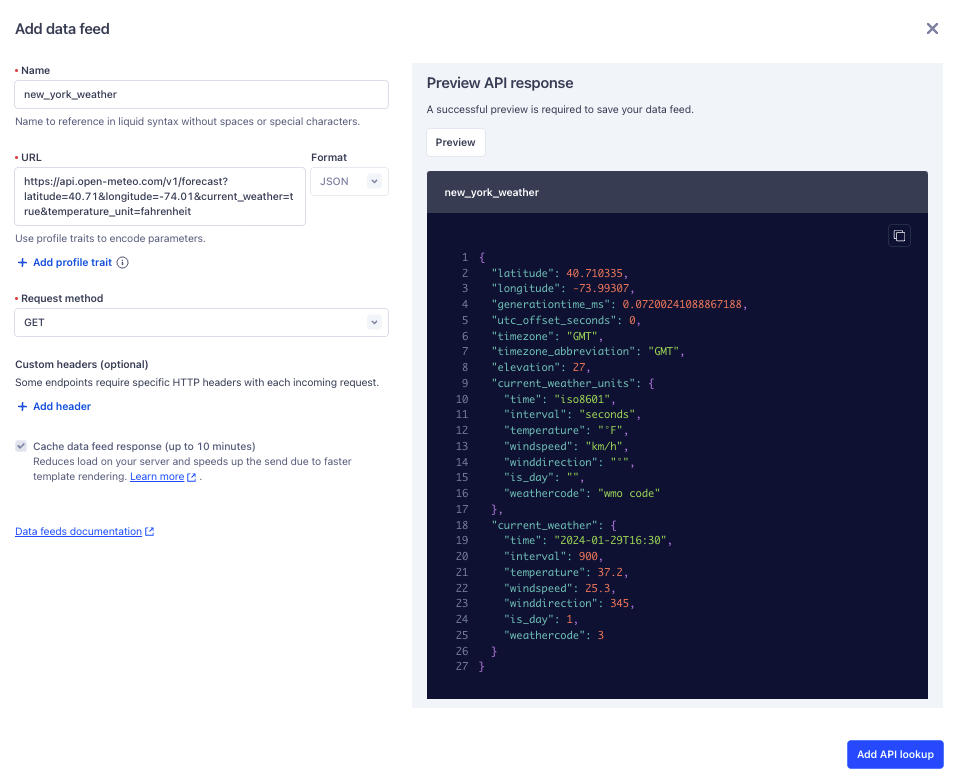 Add data feed
• Name
new_york_weather
Name to reference in liquid syntax without spaces or special characters.
• URL
Format
https://api.open-meteo.com/v1/forecast?
latitude=40.71&longitude=-74.01&current_weather=t
rue&temperature_unit=fahrenheit
JSON
Use profile traits to encode parameters.
+ Add profile trait
• Request method
GET
Custom headers (optional)
Some endpoints require specific HTTP headers with each incoming request.
+ Add header
Cache data feed response (up to 10 minutes)
Reduces load on your server and speeds up the send due to faster
template rendering. Learn more .
Data feeds documentation
Preview API response
A successful preview is required to save your data feed.
Preview
new_york_weather
1 {
2 "latitude": 40.710335,
3 "longitude": -73.99307,
4 "generationtime_ms": 0.07200241088867188,
5 "utc_offset_seconds": 0,
6 "timezone": "GMT",
7 "timezone_abbreviation": "GMT",
8 "elevation": 27,
9 "current_weather_units": {
10 "time": "iso8601",
11 "interval": "seconds",
12 "temperature": "°F",
13 "windspeed": "km/h",
14 "winddirection": "°",
15 "is_day": "",
16 "weathercode": "wmo code"
17 },
18 "current_weather": {
19 "time": "2024-01-29T16:30",
20 "interval": 900,
21 "temperature": 37.2,
22 "windspeed": 25.3,
23 "winddirection": 345,
24 "is_day": 1,
25 "weathercode": 3
26 }
27 }
Add API lookup